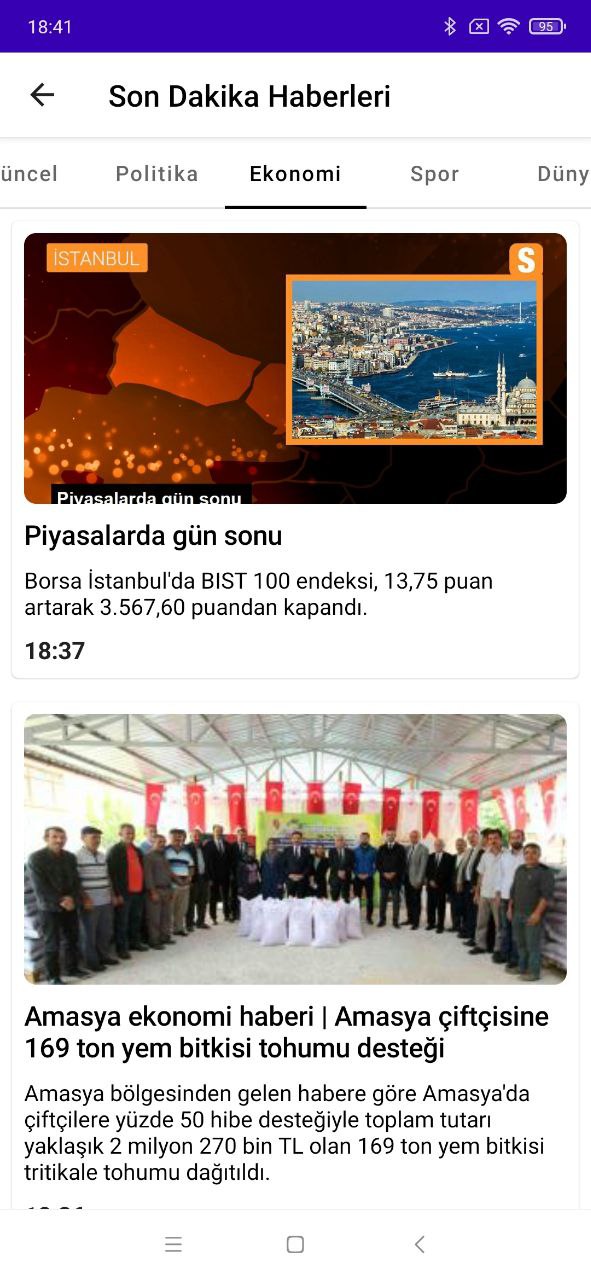 18:41
95
Son Dakika Haberleri
üncel Politika Ekonomi Spor Düny
İSTANBUL
S
Piyasalarda gün sonu
Piyasalarda gün sonu
Borsa İstanbul'da BIST 100 endeksi, 13,75 puan
artarak 3.567,60 puandan kapandı.
18:37
Amasya ekonomi haberi | Amasya çiftçisine
169 ton yem bitkisi tohumu desteği
Amasya bölgesinden gelen habere göre Amasya'da
çiftçilere yüzde 50 hibe desteğiyle toplam tutarı
yaklaşık 2 milyon 270 bin TL olan 169 ton yem bitkisi
tritikale tohumu dağıtıldı.